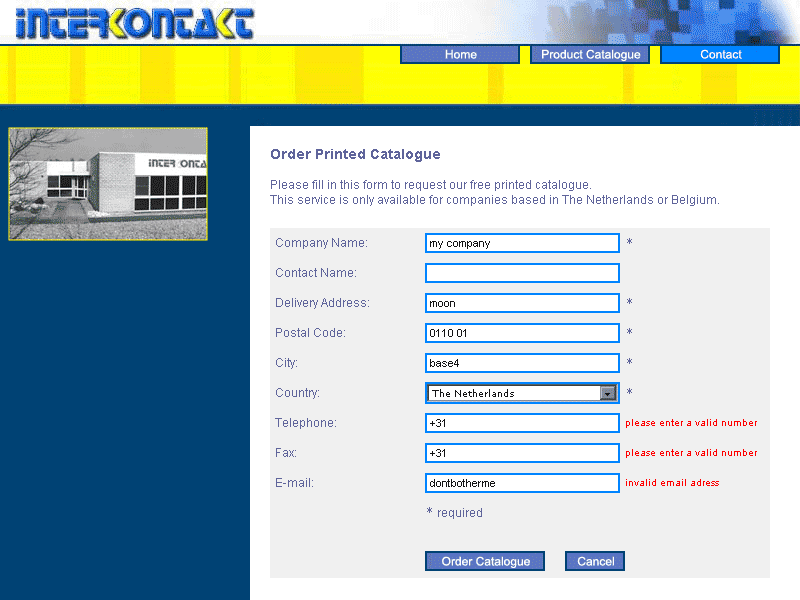 INTERKONTAKT
Home Product Catalogue Contact
INTERKONTA
Order Printed Catalogue
Please fill in this form to request our free printed catalogue.
This service is only available for companies based in The Netherlands or Belgium.
Company Name: my company *
Contact Name:
Delivery Address: moon *
Postal Code: 0110 01 *
City: base4 *
Country: The Netherlands *
Telephone: +31 please enter a valid number
Fax: +31 please enter a valid number
E-mail: dontbotherme invalid email adress
* required
Order Catalogue Cancel